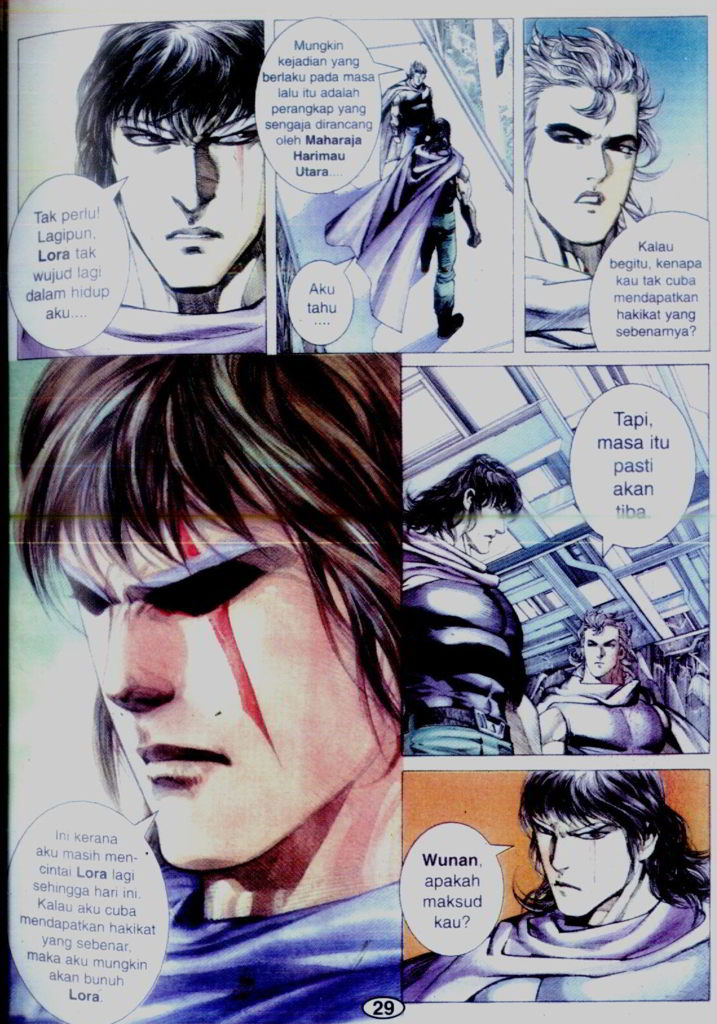 Tak perlu!
Lagipun,
Lora tak
wujud lagi
dalam hidup
aku....
Mungkin
kejadian yang
berlaku pada masa
lalu itu adalah
perangkap yang
sengaja dirancang
oleh Maharaja
Harimau
Utara....
Aku
tahu
....
Kalau
begitu, kenapa
kau tak cuba
mendapatkan
hakikat yang
sebenarnya?
Ini kerana
aku masih men-
cintai Lora lagi
sehingga hari ini.
Kalau aku cuba
mendapatkan hakikat
yang sebenar,
maka aku mungkin
akan bunuh
Lora.
Tapi,
masa itu
pasti
akan
tiba.
Wunan,
apakah
maksud
kau?
29